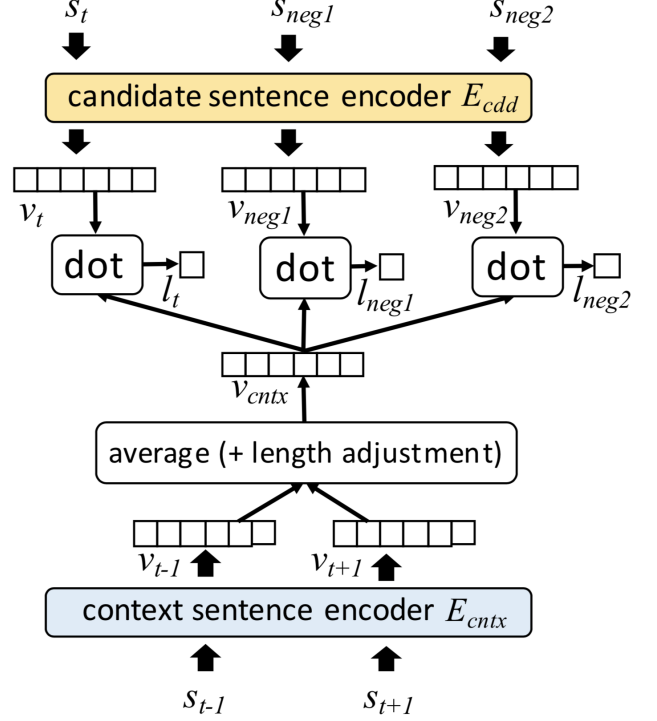 s_t s_neg1 s_neg2
candidate sentence encoder E_cdd
v_t v_neg1 v_neg2
dot dot dot
l_t l_neg1 l_neg2
v_cntx
average (+ length adjustment)
v_t-1 v_t+1
context sentence encoder E_cntx
s_t-1 s_t+1